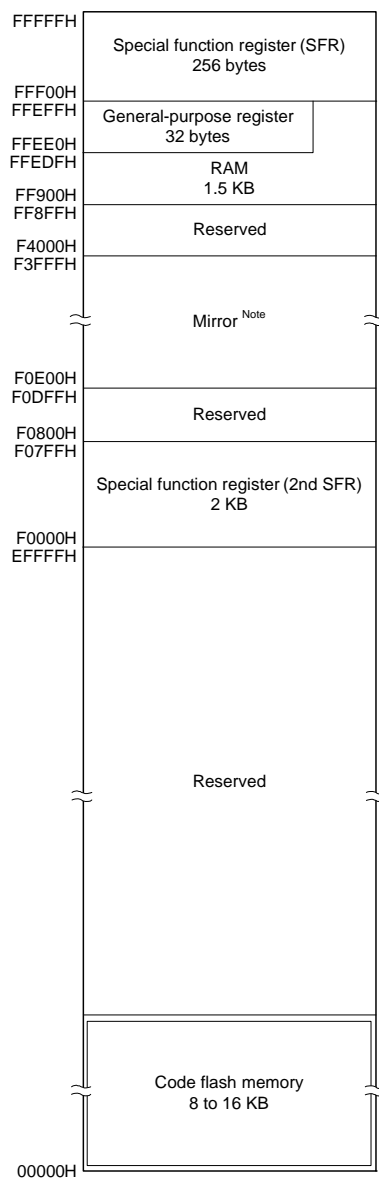 FFFFFH
Special function register (SFR)
256 bytes
FFF00H
FFEFFH
General-purpose register
32 bytes
FFEE0H
FFEDFH
RAM
1.5 KB
FF900H
FF8FFH
Reserved
F4000H
F3FFFH
Mirror Note
F0E00H
F0DFFH
Reserved
F0800H
F07FFH
Special function register (2nd SFR)
2 KB
F0000H
EFFFFH
Reserved
Code flash memory
8 to 16 KB
00000H